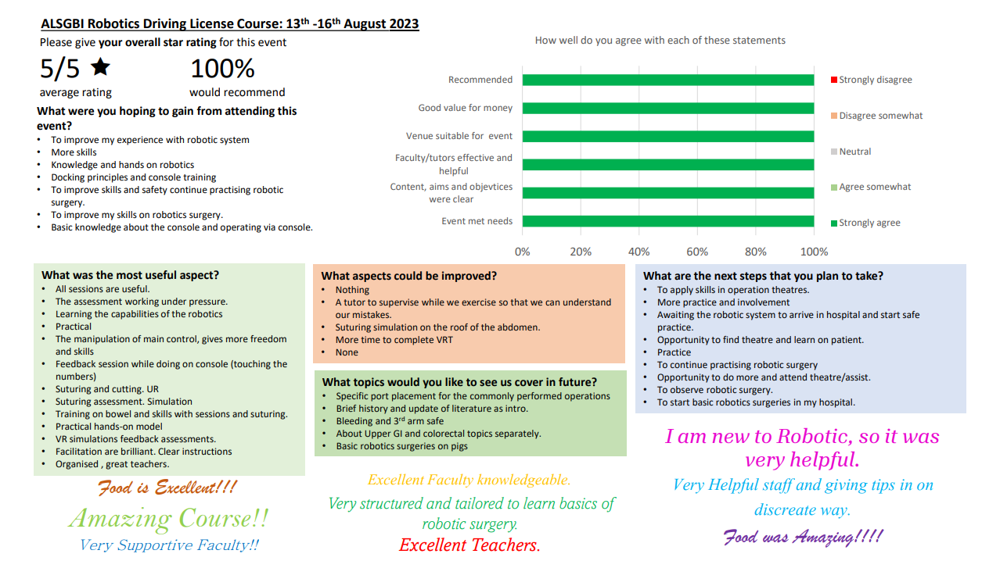 ALSGBI Robotics Driving License Course: 13th -16th August 2023
Please give your overall star rating for this event
5/5 ★
100%
average rating
would recommend
What were you hoping to gain from attending this
event?
• To improve my experience with robotic system
• More skills
• Knowledge and hands on robotics
• Docking principles and console training
• To improve skills and safety continue practising robotic
surgery.
• To improve my skills on robotics surgery.
• Basic knowledge about the console and operating via console.
How well do you agree with each of these statements
Recommended
Good value for money
Venue suitable for event
Faculty/tutors effective and
helpful
Content, aims and objevtices
were clear
Event met needs
0% 20% 40% 60% 80% 100%
Strongly disagree
Disagree somewhat
Neutral
Agree somewhat
Strongly agree
What was the most useful aspect?
• All sessions are useful.
• The assessment working under pressure.
• Learning the capabilities of the robotics
• Practical
• The manipulation of main control, gives more freedom
and skills
• Feedback session while doing on console (touching the
numbers)
• Suturing and cutting. UR
• Suturing assessment. Simulation
• Training on bowel and skills with sessions and suturing.
• Practical hands-on model
• VR simulations feedback assessments.
• Facilitation are brilliant. Clear instructions
• Organised , great teachers.
Food is Excellent!!!
Amazing Course!!
Very Supportive Faculty!!
What aspects could be improved?
• Nothing
• A tutor to supervise while we exercise so that we can understand
our mistakes.
• Suturing simulation on the roof of the abdomen.
• More time to complete VRT
• None
What topics would you like to see us cover in future?
• Specific port placement for the commonly performed operations
• Brief history and update of literature as intro.
• Bleeding and 3rd arm safe
• About Upper GI and colorectal topics separately.
• Basic robotics surgeries on pigs
Excellent Faculty knowledgeable.
Very structured and tailored to learn basics of
robotic surgery.
Excellent Teachers.
What are the next steps that you plan to take?
• To apply skills in operation theatres.
• More practice and involvement
• Awaiting the robotic system to arrive in hospital and start safe
practice.
• Opportunity to find theatre and learn on patient.
• Practice
• To continue practising robotic surgery
• Opportunity to do more and attend theatre/assist.
• To observe robotic surgery.
• To start basic robotics surgeries in my hospital.
I am new to Robotic, so it was
very helpful.
Very Helpful staff and giving tips in on
discreate way.
Food was Amazing!!!!